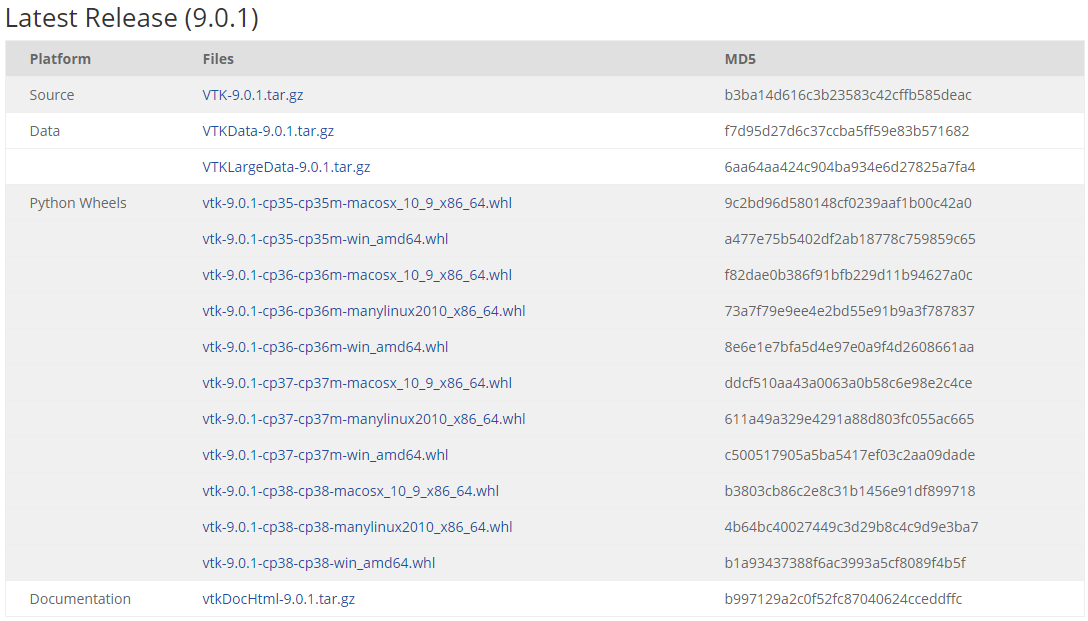 Latest Release (9.0.1)
Platform Files MD5
Source VTK-9.0.1.tar.gz b3ba14d616c3b23583c42cffb585deac
Data VTKData-9.0.1.tar.gz f7d95d27d6c37ccba5ff59e83b571682
VTKLargeData-9.0.1.tar.gz 6aa64aa424c904ba934e6d27825a7fa4
Python Wheels vtk-9.0.1-cp35-cp35m-macosx_10_9_x86_64.whl 9c2bd96d580148cf0239aaf1b00c42a0
vtk-9.0.1-cp35-cp35m-win_amd64.whl a477e75b5402df2ab18778c759859c65
vtk-9.0.1-cp36-cp36m-macosx_10_9_x86_64.whl f82dae0b386f91bfb229d11b94627a0c
vtk-9.0.1-cp36-cp36m-manylinux2010_x86_64.whl 73a7f79e9ee4e2bd55e91b9a3f787837
vtk-9.0.1-cp36-cp36m-win_amd64.whl 8e6e1e7bfa5d4e97e0a9f4d2608661aa
vtk-9.0.1-cp37-cp37m-macosx_10_9_x86_64.whl ddcf510aa43a0063a0b58c6e98e2c4ce
vtk-9.0.1-cp37-cp37m-manylinux2010_x86_64.whl 611a49a329e4291a88d803fc055ac665
vtk-9.0.1-cp37-cp37m-win_amd64.whl c500517905a5ba5417ef03c2aa09dade
vtk-9.0.1-cp38-cp38-macosx_10_9_x86_64.whl b3803cb86c2e8c31b1456e91df899718
vtk-9.0.1-cp38-cp38-manylinux2010_x86_64.whl 4b64bc40027449c3d29b8c4c9d9e3ba7
vtk-9.0.1-cp38-cp38-win_amd64.whl b1a93437388f6ac3993a5cf8089f4b5f
Documentation vtkDocHtml-9.0.1.tar.gz b997129a2c0f52fc87040624cceddffc